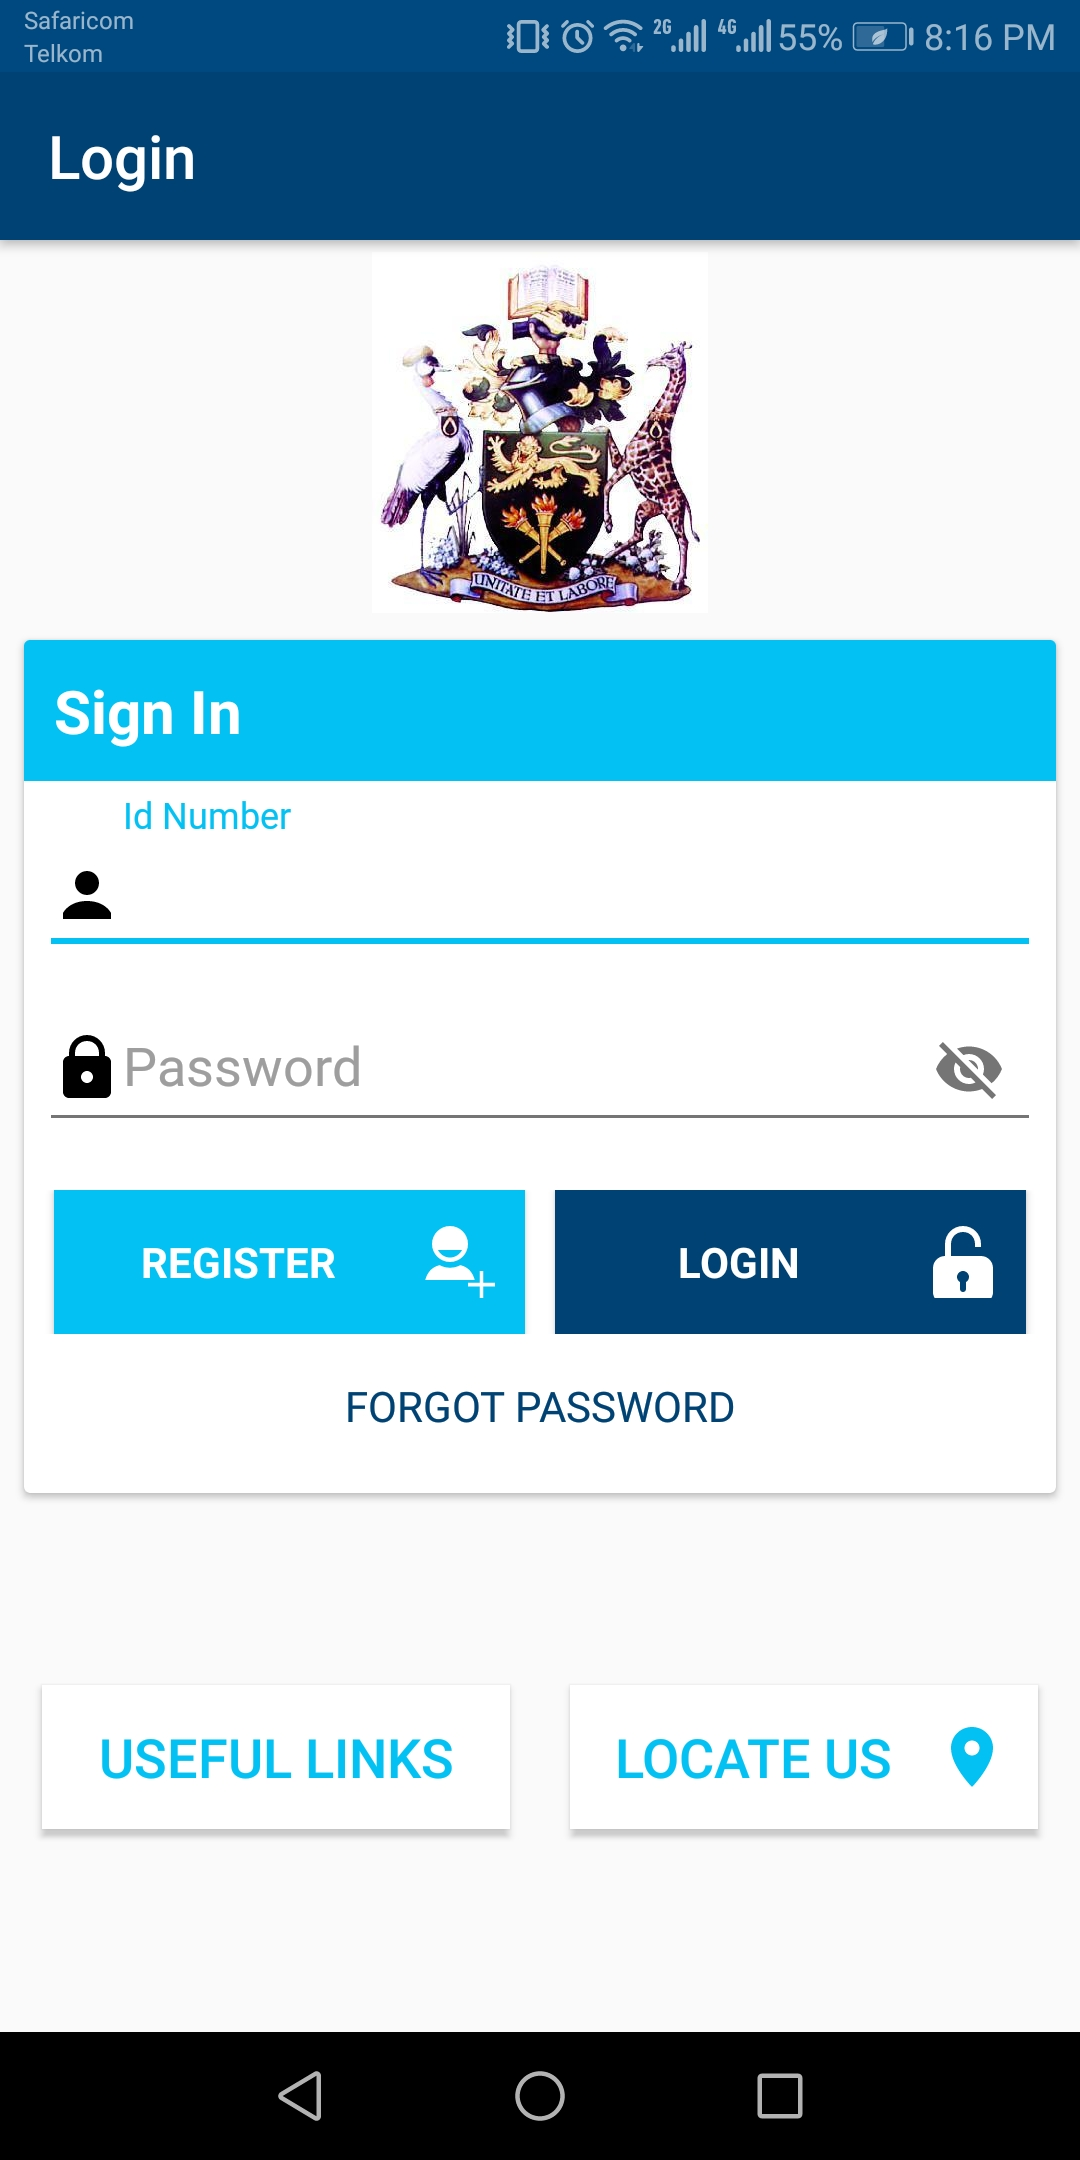 Safaricom
Telkom
2G 4G 55% 8:16 PM
Login
UNITATE ET LABORE
Sign In
Id Number
Password
REGISTER
LOGIN
FORGOT PASSWORD
USEFUL LINKS
LOCATE US